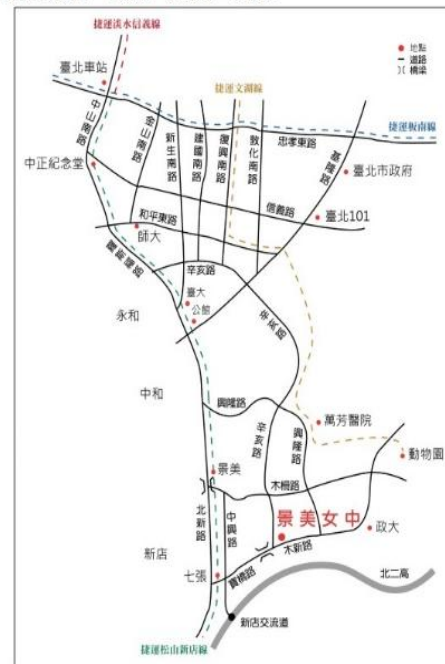 捷運淡水信義線
地點
道路
橋梁
臺北車站
捷運文湖線
中山南路
金山南路
新生南路
建國南路
復興南路
敦化南路
忠孝東路
捷運板南線
基隆路
中正紀念堂
臺北市政府
信義路
臺北101
和平東路
師大
羅斯福路
辛亥路
臺大
公館
永和
辛亥路
中和
興隆路
辛亥路
興隆路
萬芳醫院
動物園
景美
木柵路
北新路
中興路
景美女中
政大
木新路
新店
七張
寶橋路
北二高
新店交流道
捷運松山新店線